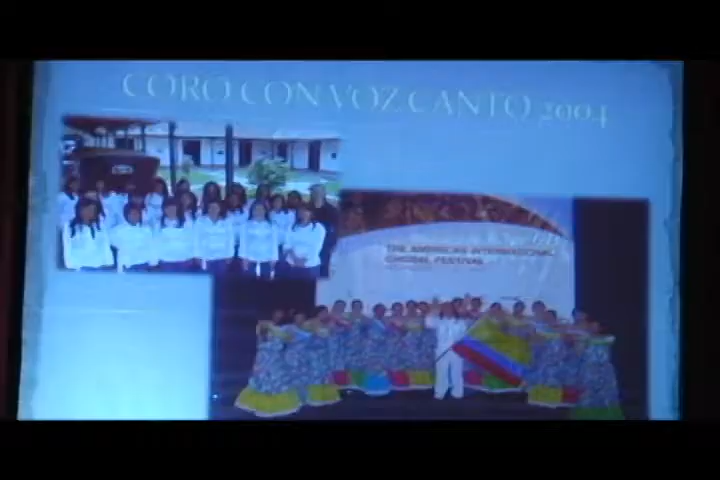 CORO CON VOZ CANTO 2004
THE AMERICAS INTERNATIONAL
CHORAL FESTIVAL